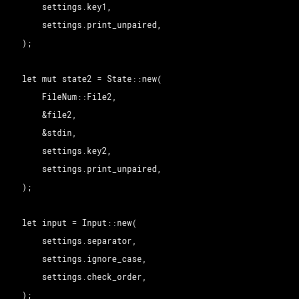 settings.key1,
settings.print_unpaired,
);
let mut state2 = State::new(
FileNum::File2,
&file2,
&stdin,
settings.key2,
settings.print_unpaired,
);
let input = Input::new(
settings.separator,
settings.ignore_case,
settings.check_order,
);